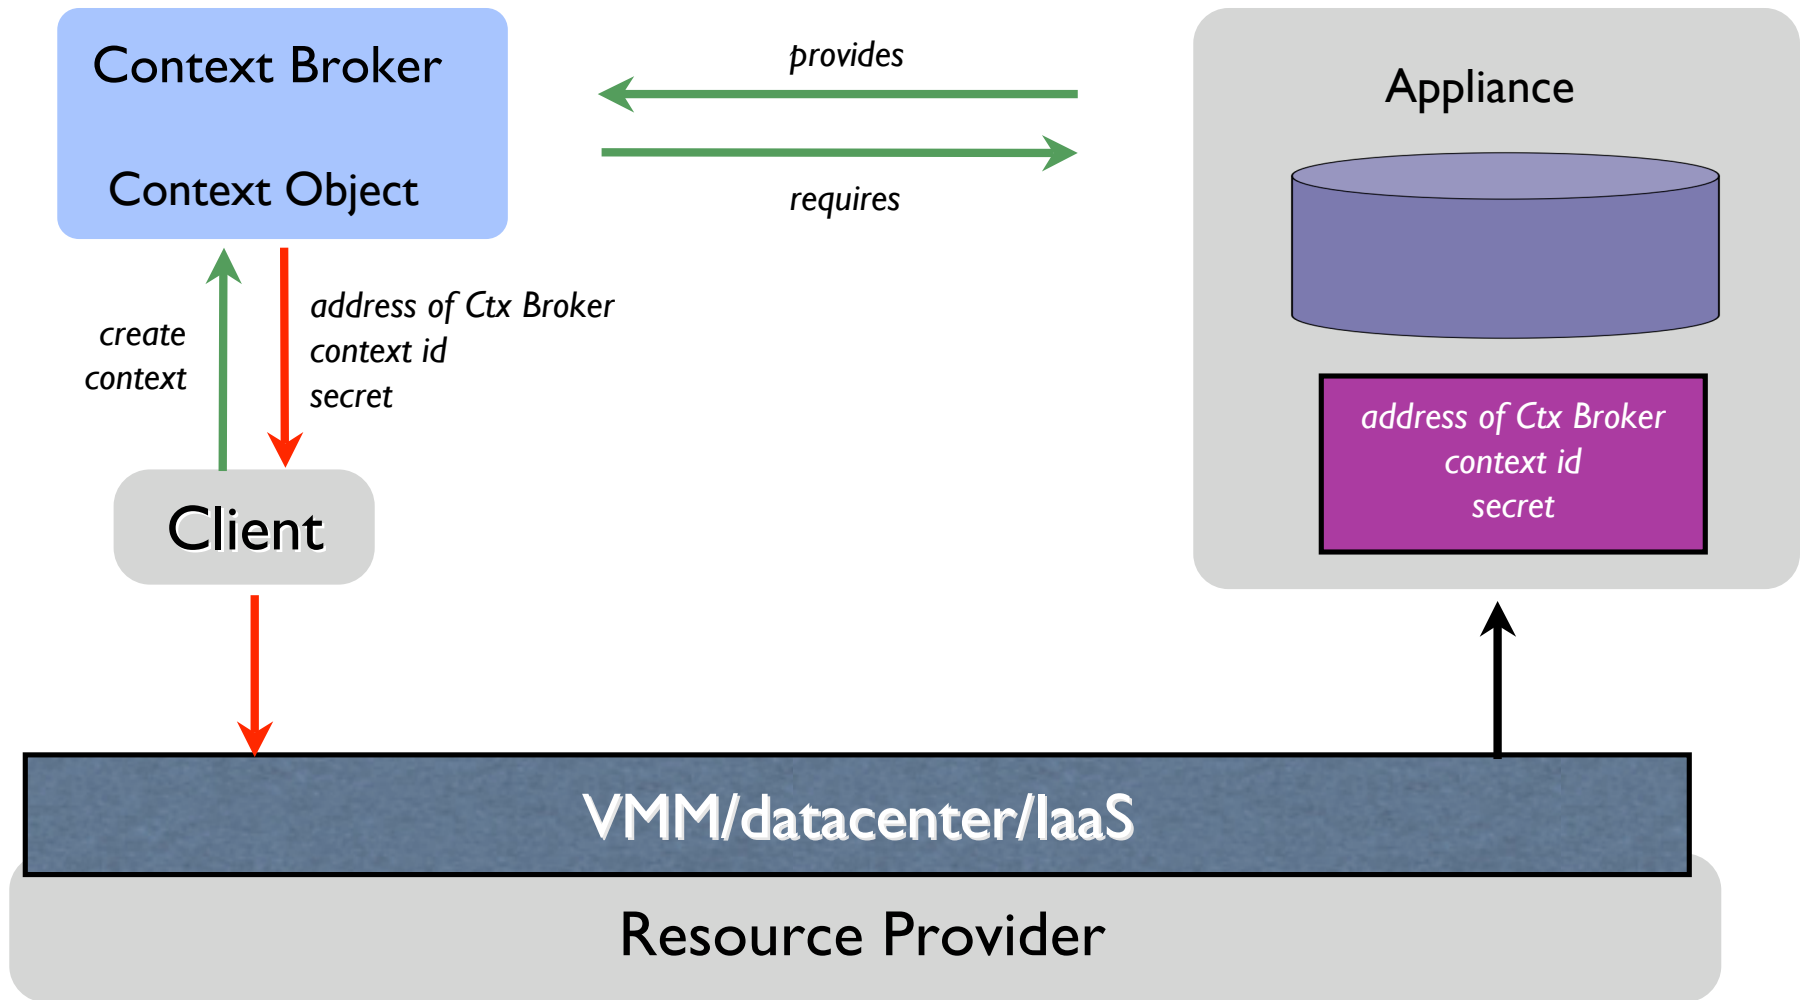 Context Broker
Context Object
provides
requires
Appliance
create
context
address of Ctx Broker
context id
secret
address of Ctx Broker
context id
secret
Client
VMM/datacenter/IaaS
Resource Provider